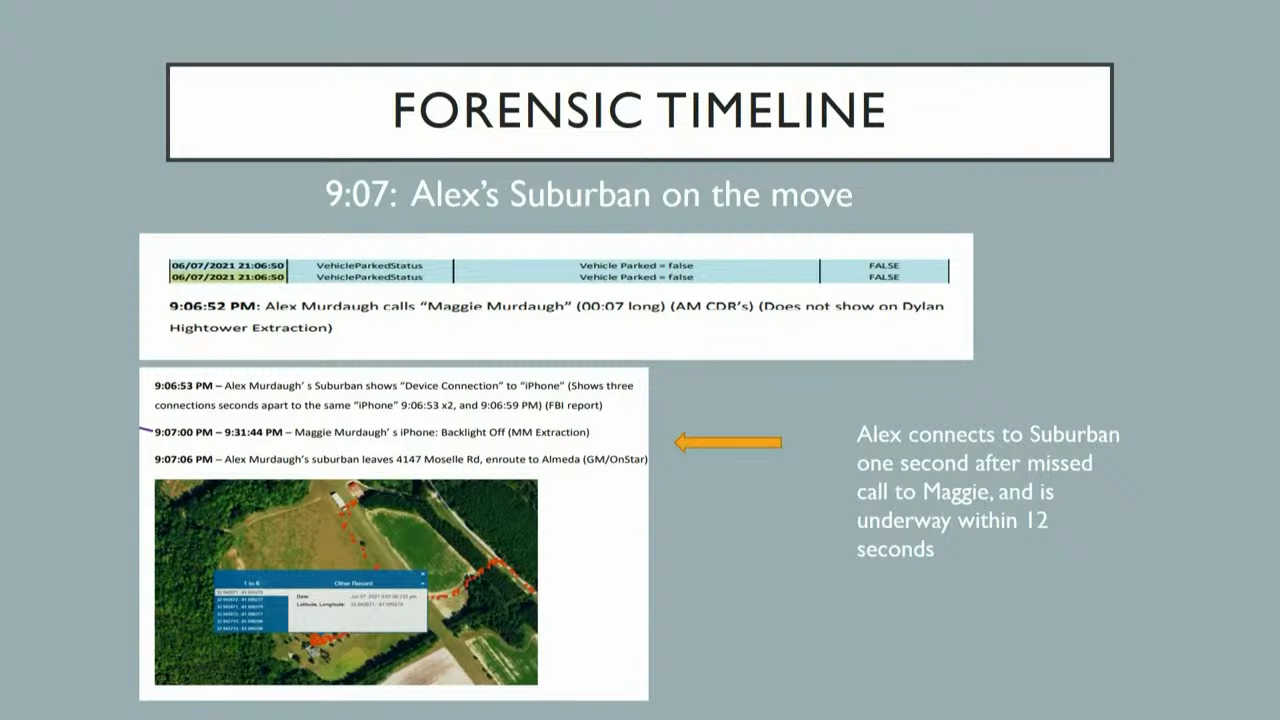 FORENSIC TIMELINE
9:07: Alex's Suburban on the move
06/07/2021 21:06:50 VehicleParkedStatus Vehicle Parked = false FALSE
06/07/2021 21:06:50 VehicleParkedStatus Vehicle Parked = false FALSE
9:06:52 PM: Alex Murdaugh calls “Maggie Murdaugh” (00:07 long) (AM CDR's) (Does not show on Dylan
Hightower Extraction)
9:06:53 PM – Alex Murdaugh' s Suburban shows “Device Connection” to “iPhone” (Shows three
connections seconds apart to the same “iPhone” 9:06:53 x2, and 9:06:59 PM) (FBI report)
9:07:00 PM – 9:31:44 PM – Maggie Murdaugh' s iPhone: Backlight Off (MM Extraction)
9:07:06 PM – Alex Murdaugh's suburban leaves 4147 Moselle Rd, enroute to Almeda (GM/OnStar)
Alex connects to Suburban
one second after missed
call to Maggie, and is
underway within 12
seconds
1 to 6 Other Record
Date:
Latitude, Longitude: